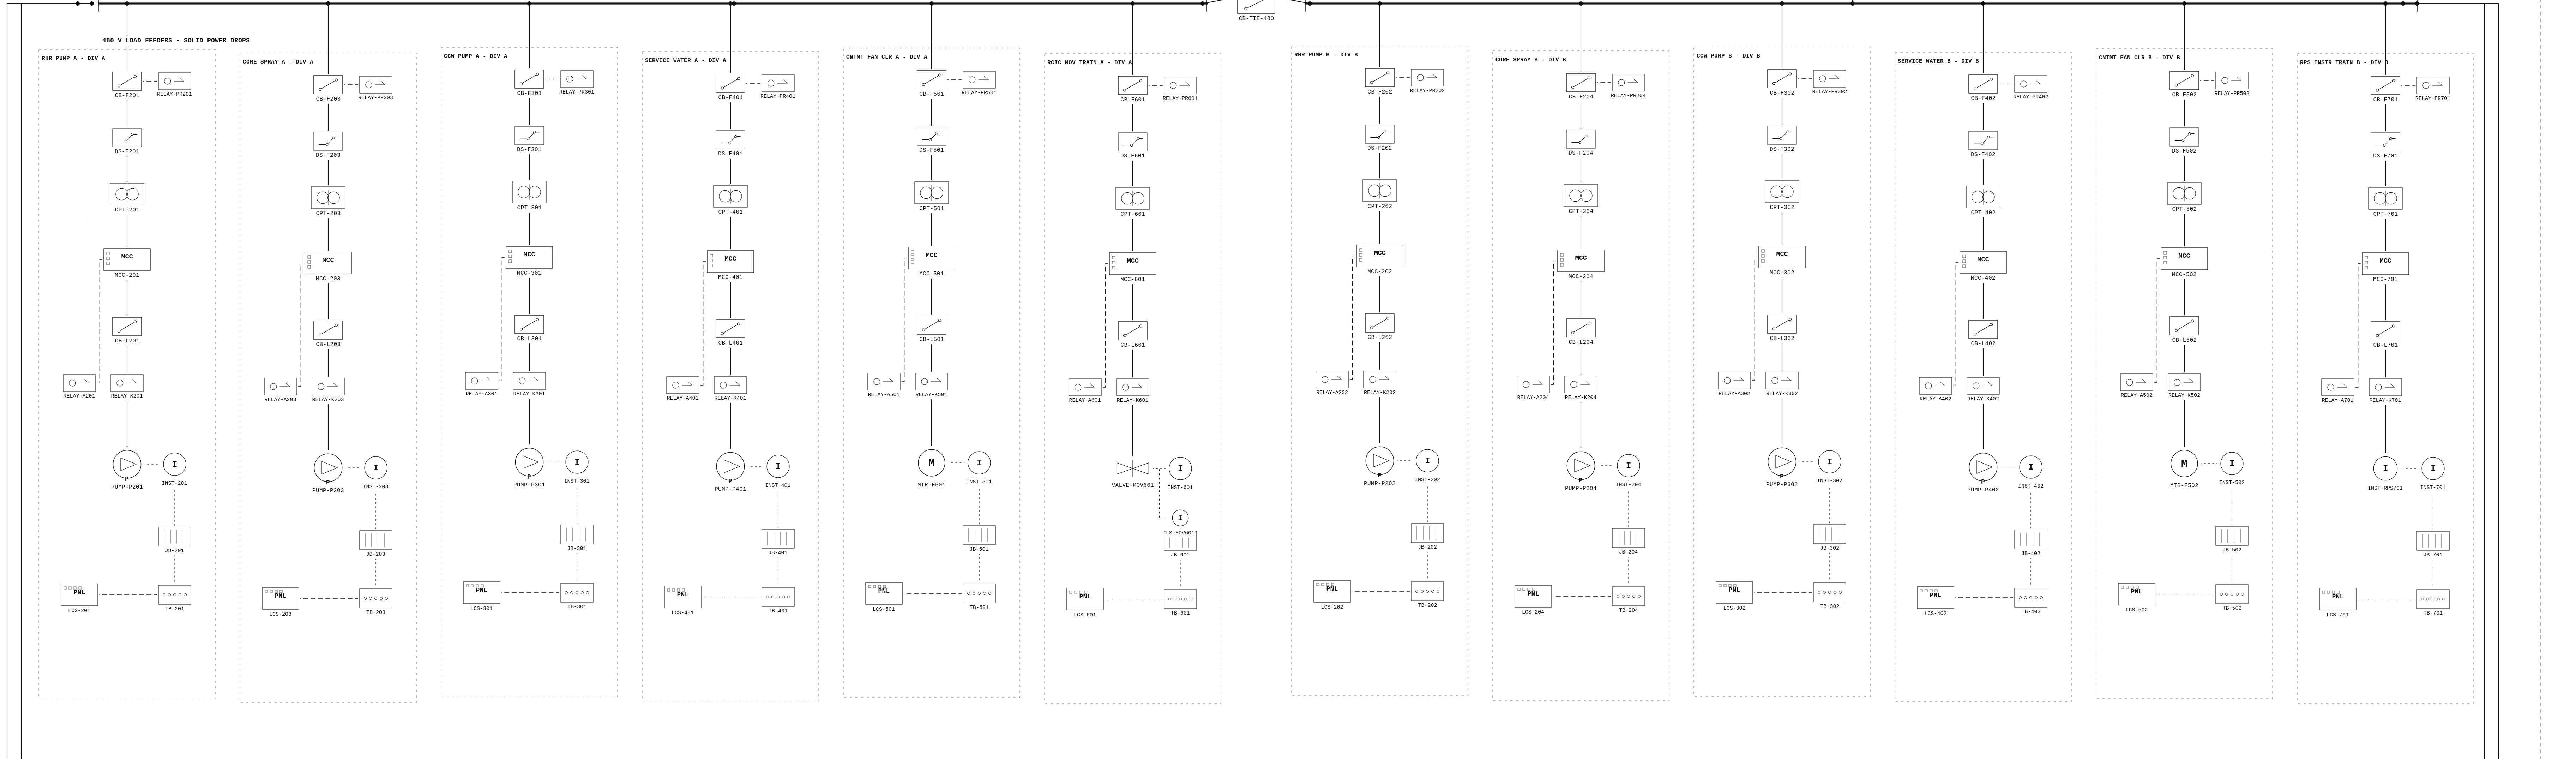 CB-TIE-480
480 V LOAD FEEDERS - SOLID POWER DROPS
RHR PUMP A - DIV A
CB-F201
RELAY-PR201
DS-F201
CPT-201
MCC
MCC-201
CB-L201
RELAY-A201
RELAY-K201
P
PUMP-P201
I
INST-201
JB-201
PNL
LCS-201
TB-201
CORE SPRAY A - DIV A
CB-F203
RELAY-PR203
DS-F203
CPT-203
MCC
MCC-203
CB-L203
RELAY-A203
RELAY-K203
P
PUMP-P203
I
INST-203
JB-203
PNL
LCS-203
TB-203
CCW PUMP A - DIV A
CB-F301
RELAY-PR301
DS-F301
CPT-301
MCC
MCC-301
CB-L301
RELAY-A301
RELAY-K301
P
PUMP-P301
I
INST-301
JB-301
PNL
LCS-301
TB-301
SERVICE WATER A - DIV A
CB-F401
RELAY-PR401
DS-F401
CPT-401
MCC
MCC-401
CB-L401
RELAY-A401
RELAY-K401
P
PUMP-P401
I
INST-401
JB-401
PNL
LCS-401
TB-401
CNTMT FAN CLR A - DIV A
CB-F501
RELAY-PR501
DS-F501
CPT-501
MCC
MCC-501
CB-L501
RELAY-A501
RELAY-K501
M
MTR-F501
I
INST-501
JB-501
PNL
LCS-501
TB-501
RCIC MOV TRAIN A - DIV A
CB-F601
RELAY-PR601
DS-F601
CPT-601
MCC
MCC-601
CB-L601
RELAY-A601
RELAY-K601
VALVE-MOV601
I
INST-601
I
LS-MOV601
JB-601
PNL
LCS-601
TB-601
RHR PUMP B - DIV B
CB-F202
RELAY-PR202
DS-F202
CPT-202
MCC
MCC-202
CB-L202
RELAY-A202
RELAY-K202
P
PUMP-P202
I
INST-202
JB-202
PNL
LCS-202
TB-202
CORE SPRAY B - DIV B
CB-F204
RELAY-PR204
DS-F204
CPT-204
MCC
MCC-204
CB-L204
RELAY-A204
RELAY-K204
P
PUMP-P204
I
INST-204
JB-204
PNL
LCS-204
TB-204
CCW PUMP B - DIV B
CB-F302
RELAY-PR302
DS-F302
CPT-302
MCC
MCC-302
CB-L302
RELAY-A302
RELAY-K302
P
PUMP-P302
I
INST-302
JB-302
PNL
LCS-302
TB-302
SERVICE WATER B - DIV B
CB-F402
RELAY-PR402
DS-F402
CPT-402
MCC
MCC-402
CB-L402
RELAY-A402
RELAY-K402
P
PUMP-P402
I
INST-402
JB-402
PNL
LCS-402
TB-402
CNTMT FAN CLR B - DIV B
CB-F502
RELAY-PR502
DS-F502
CPT-502
MCC
MCC-502
CB-L502
RELAY-A502
RELAY-K502
M
MTR-F502
I
INST-502
JB-502
PNL
LCS-502
TB-502
RPS INSTR TRAIN B - DIV B
CB-F701
RELAY-PR701
DS-F701
CPT-701
MCC
MCC-701
CB-L701
RELAY-A701
RELAY-K701
I
INST-RPS701
I
INST-701
JB-701
PNL
LCS-701
TB-701